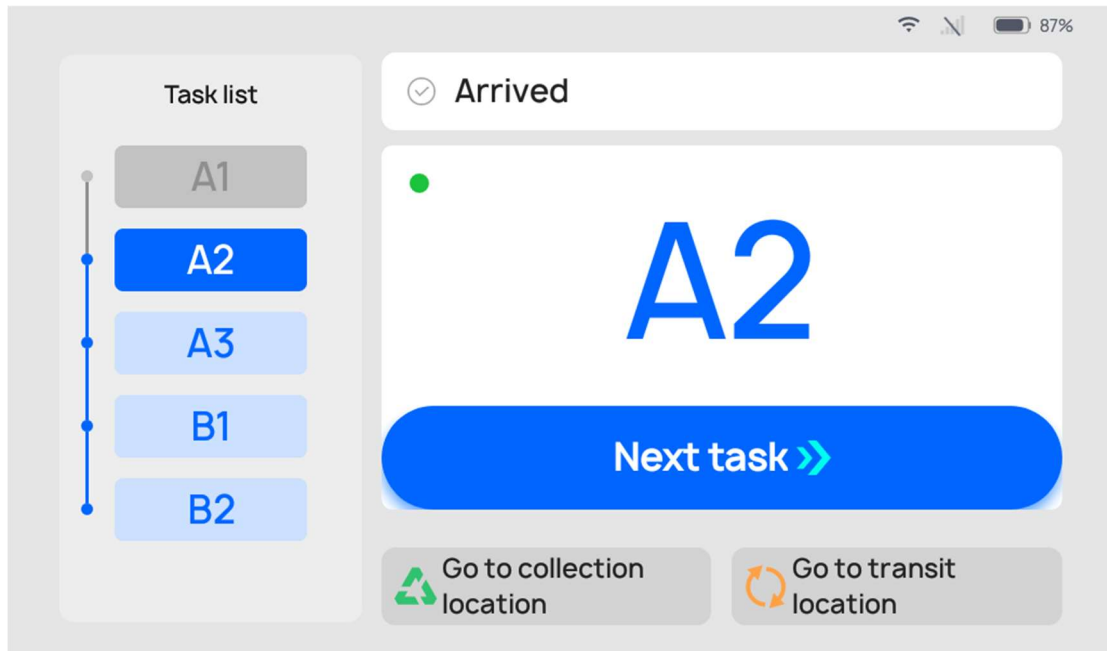 87%
Task list
A1
A2
A3
B1
B2
Arrived
A2
Next task
Go to collection
location
Go to transit
location